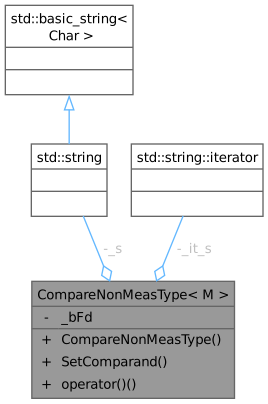 std::basic_string<
Char >
std::string
std::string::iterator
-_s
-_it_s
CompareNonMeasType< M >
- _bFd
+ CompareNonMeasType()
+ SetComparand()
+ operator()()